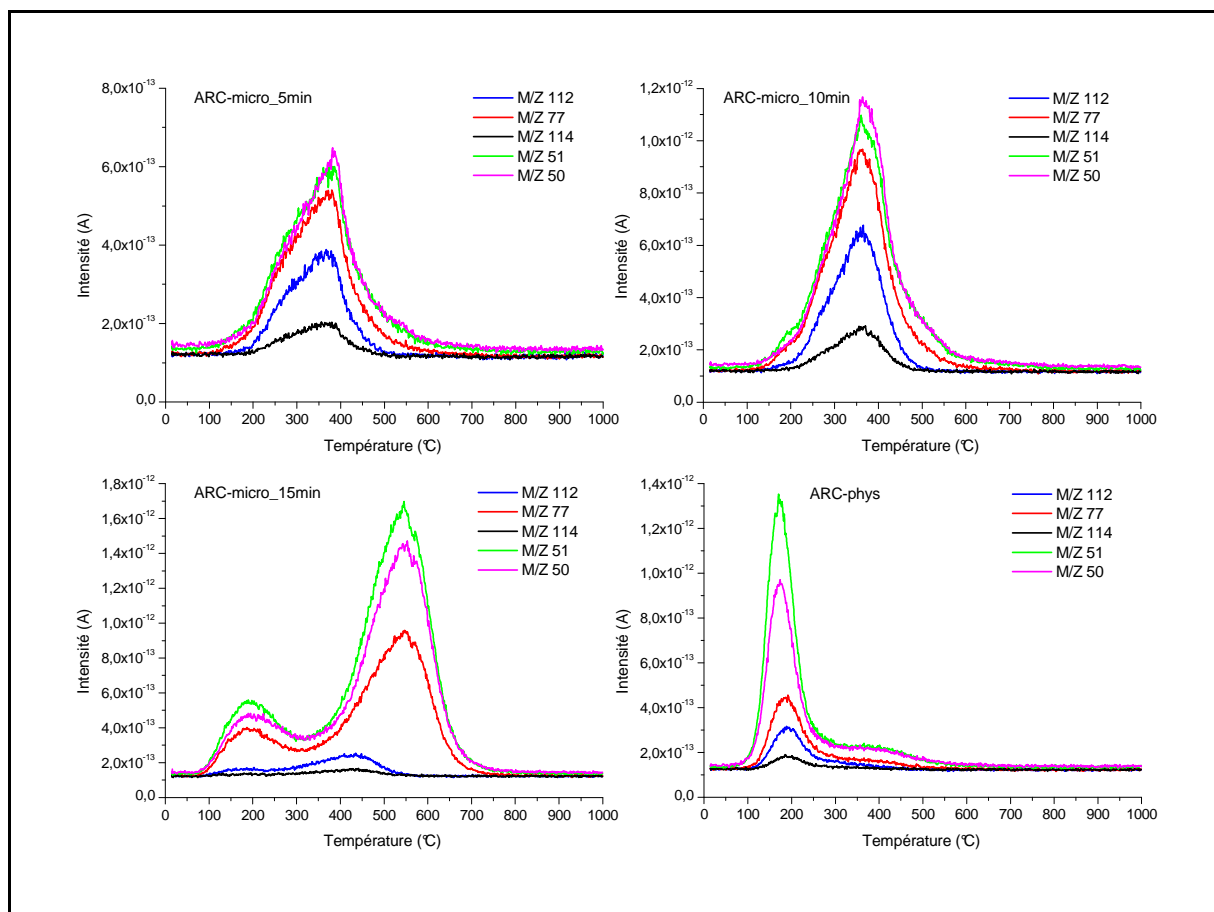 ARC-micro_5min
M/Z 112
M/Z 77
M/Z 114
M/Z 51
M/Z 50
8,0x10⁻¹³
6,0x10⁻¹³
4,0x10⁻¹³
2,0x10⁻¹³
0,0
Intensité (A)
0 100 200 300 400 500 600 700 800 900 1000
Température (°C)
ARC-micro_10min
M/Z 112
M/Z 77
M/Z 114
M/Z 51
M/Z 50
1,2x10⁻¹²
1,0x10⁻¹²
8,0x10⁻¹³
6,0x10⁻¹³
4,0x10⁻¹³
2,0x10⁻¹³
0,0
Intensité (A)
0 100 200 300 400 500 600 700 800 900 1000
Température (°C)
ARC-micro_15min
M/Z 112
M/Z 77
M/Z 114
M/Z 51
M/Z 50
1,8x10⁻¹²
1,6x10⁻¹²
1,4x10⁻¹²
1,2x10⁻¹²
1,0x10⁻¹²
8,0x10⁻¹³
6,0x10⁻¹³
4,0x10⁻¹³
2,0x10⁻¹³
0,0
Intensité (A)
0 100 200 300 400 500 600 700 800 900 1000
Température (°C)
ARC-phys
M/Z 112
M/Z 77
M/Z 114
M/Z 51
M/Z 50
1,4x10⁻¹²
1,2x10⁻¹²
1,0x10⁻¹²
8,0x10⁻¹³
6,0x10⁻¹³
4,0x10⁻¹³
2,0x10⁻¹³
0,0
Intensité (A)
0 100 200 300 400 500 600 700 800 900 1000
Température (°C)